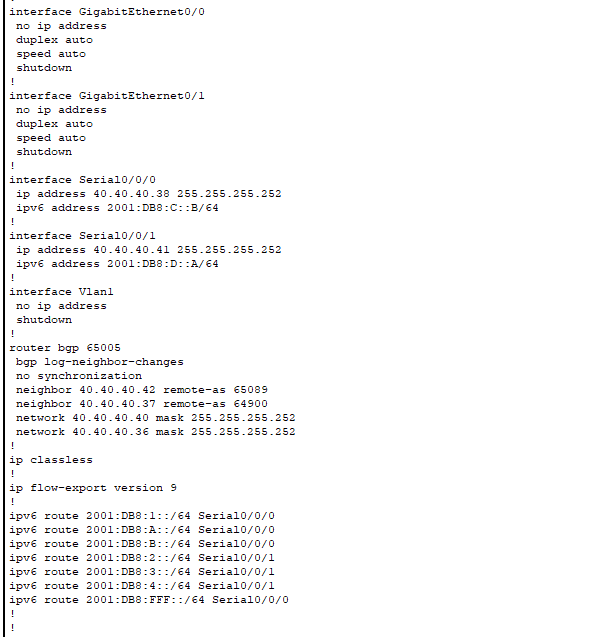 !
interface GigabitEthernet0/0
no ip address
duplex auto
speed auto
shutdown
!
interface GigabitEthernet0/1
no ip address
duplex auto
speed auto
shutdown
!
interface Serial0/0/0
ip address 40.40.40.38 255.255.255.252
ipv6 address 2001:DB8:C::B/64
!
interface Serial0/0/1
ip address 40.40.40.41 255.255.255.252
ipv6 address 2001:DB8:D::A/64
!
interface Vlan1
no ip address
shutdown
!
router bgp 65005
bgp log-neighbor-changes
no synchronization
neighbor 40.40.40.42 remote-as 65089
neighbor 40.40.40.37 remote-as 64900
network 40.40.40.40 mask 255.255.255.252
network 40.40.40.36 mask 255.255.255.252
!
ip classless
!
ip flow-export version 9
!
ipv6 route 2001:DB8:1::/64 Serial0/0/0
ipv6 route 2001:DB8:A::/64 Serial0/0/0
ipv6 route 2001:DB8:B::/64 Serial0/0/0
ipv6 route 2001:DB8:2::/64 Serial0/0/1
ipv6 route 2001:DB8:3::/64 Serial0/0/1
ipv6 route 2001:DB8:4::/64 Serial0/0/1
ipv6 route 2001:DB8:FFF::/64 Serial0/0/0
!
!